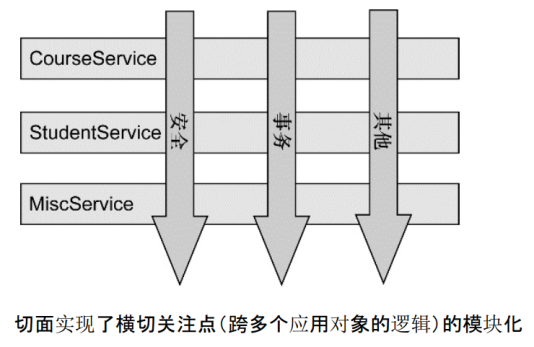 CourseService
StudentService
MiscService
安全
事务
其他
切面实现了横切关注点（跨多个应用对象的逻辑）的模块化